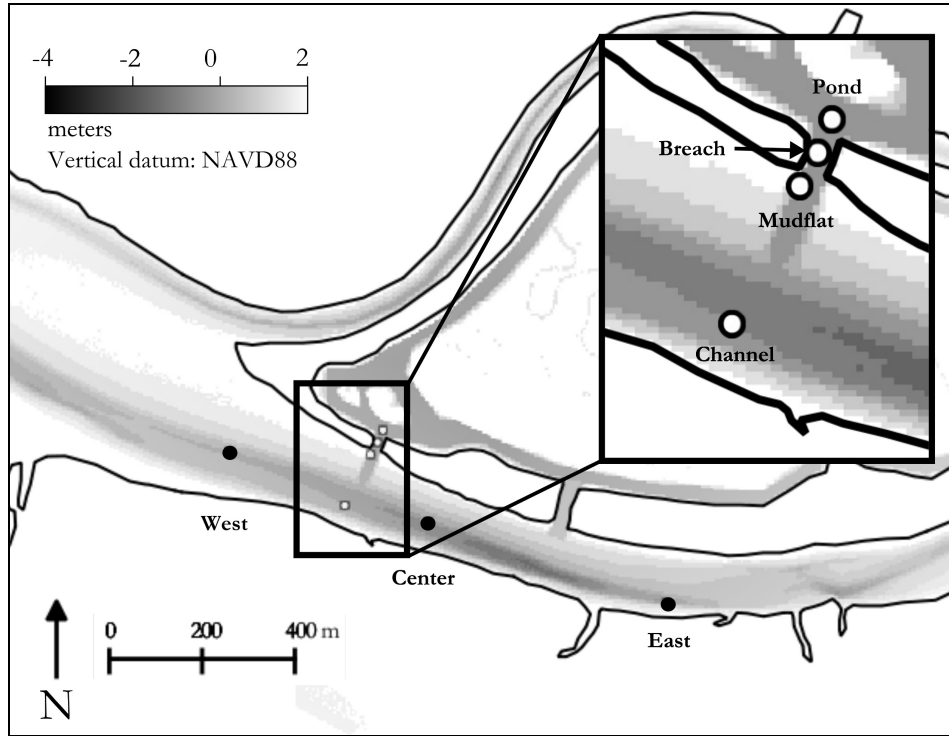 -4 -2 0 2
meters
Vertical datum: NAVD88
Pond
Breach
Mudflat
Channel
West
Center
East
0 200 400 m
N